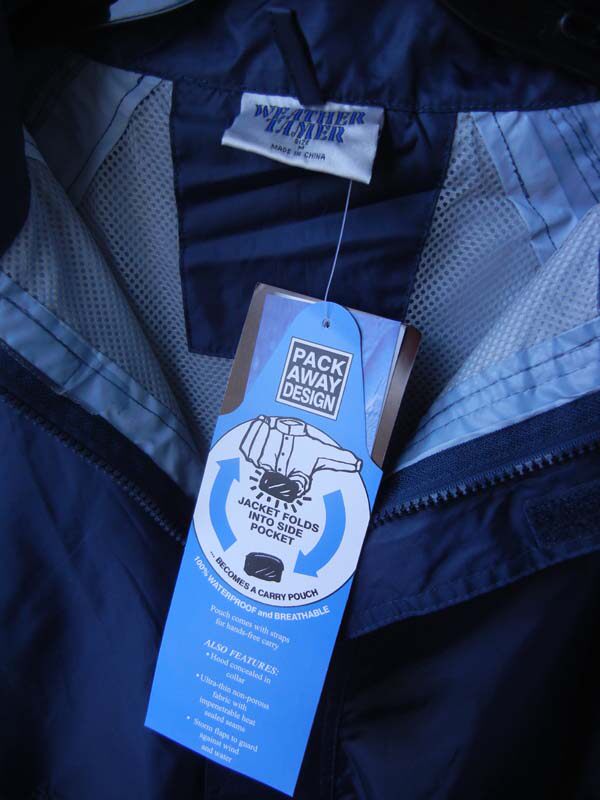 WEATHER
TAMER
SIZE
M
MADE IN CHINA
PACK
AWAY
DESIGN
JACKET FOLDS
INTO SIDE
POCKET
... BECOMES A CARRY POUCH
100% WATERPROOF and BREATHABLE
Pouch comes with straps
for hands-free carry
ALSO FEATURES:
• Hood concealed in
collar
• Ultra-thin non-porous
fabric with
impenetrable heat
sealed seams
• Storm flaps to guard
against wind
and water